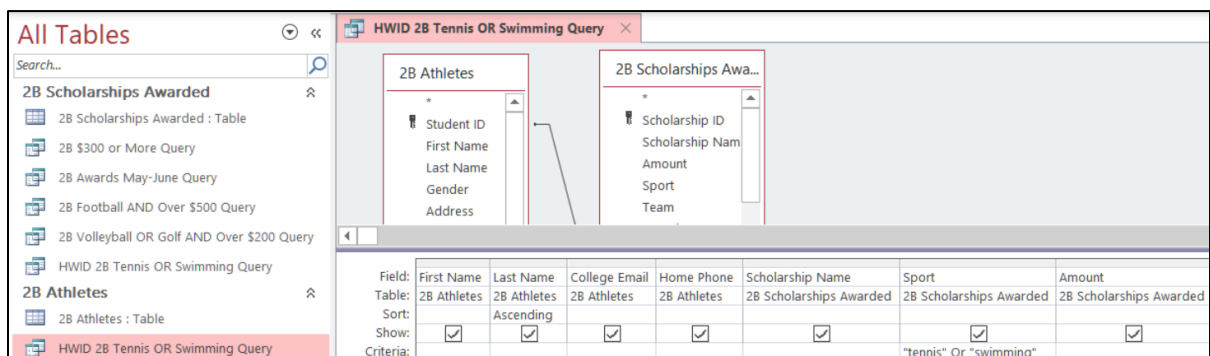 All Tables
Search...
2B Scholarships Awarded
2B Scholarships Awarded : Table
2B $300 or More Query
2B Awards May-June Query
2B Football AND Over $500 Query
2B Volleyball OR Golf AND Over $200 Query
HWID 2B Tennis OR Swimming Query
2B Athletes
2B Athletes : Table
HWID 2B Tennis OR Swimming Query
HWID 2B Tennis OR Swimming Query
2B Athletes
*
Student ID
First Name
Last Name
Gender
Address
2B Scholarships Awa...
*
Scholarship ID
Scholarship Nam
Amount
Sport
Team
Field: First Name Last Name College Email Home Phone Scholarship Name Sport Amount
Table: 2B Athletes 2B Athletes 2B Athletes 2B Athletes 2B Scholarships Awarded 2B Scholarships Awarded 2B Scholarships Awarded
Sort: Ascending
Show:
Criteria: "tennis" Or "swimming"